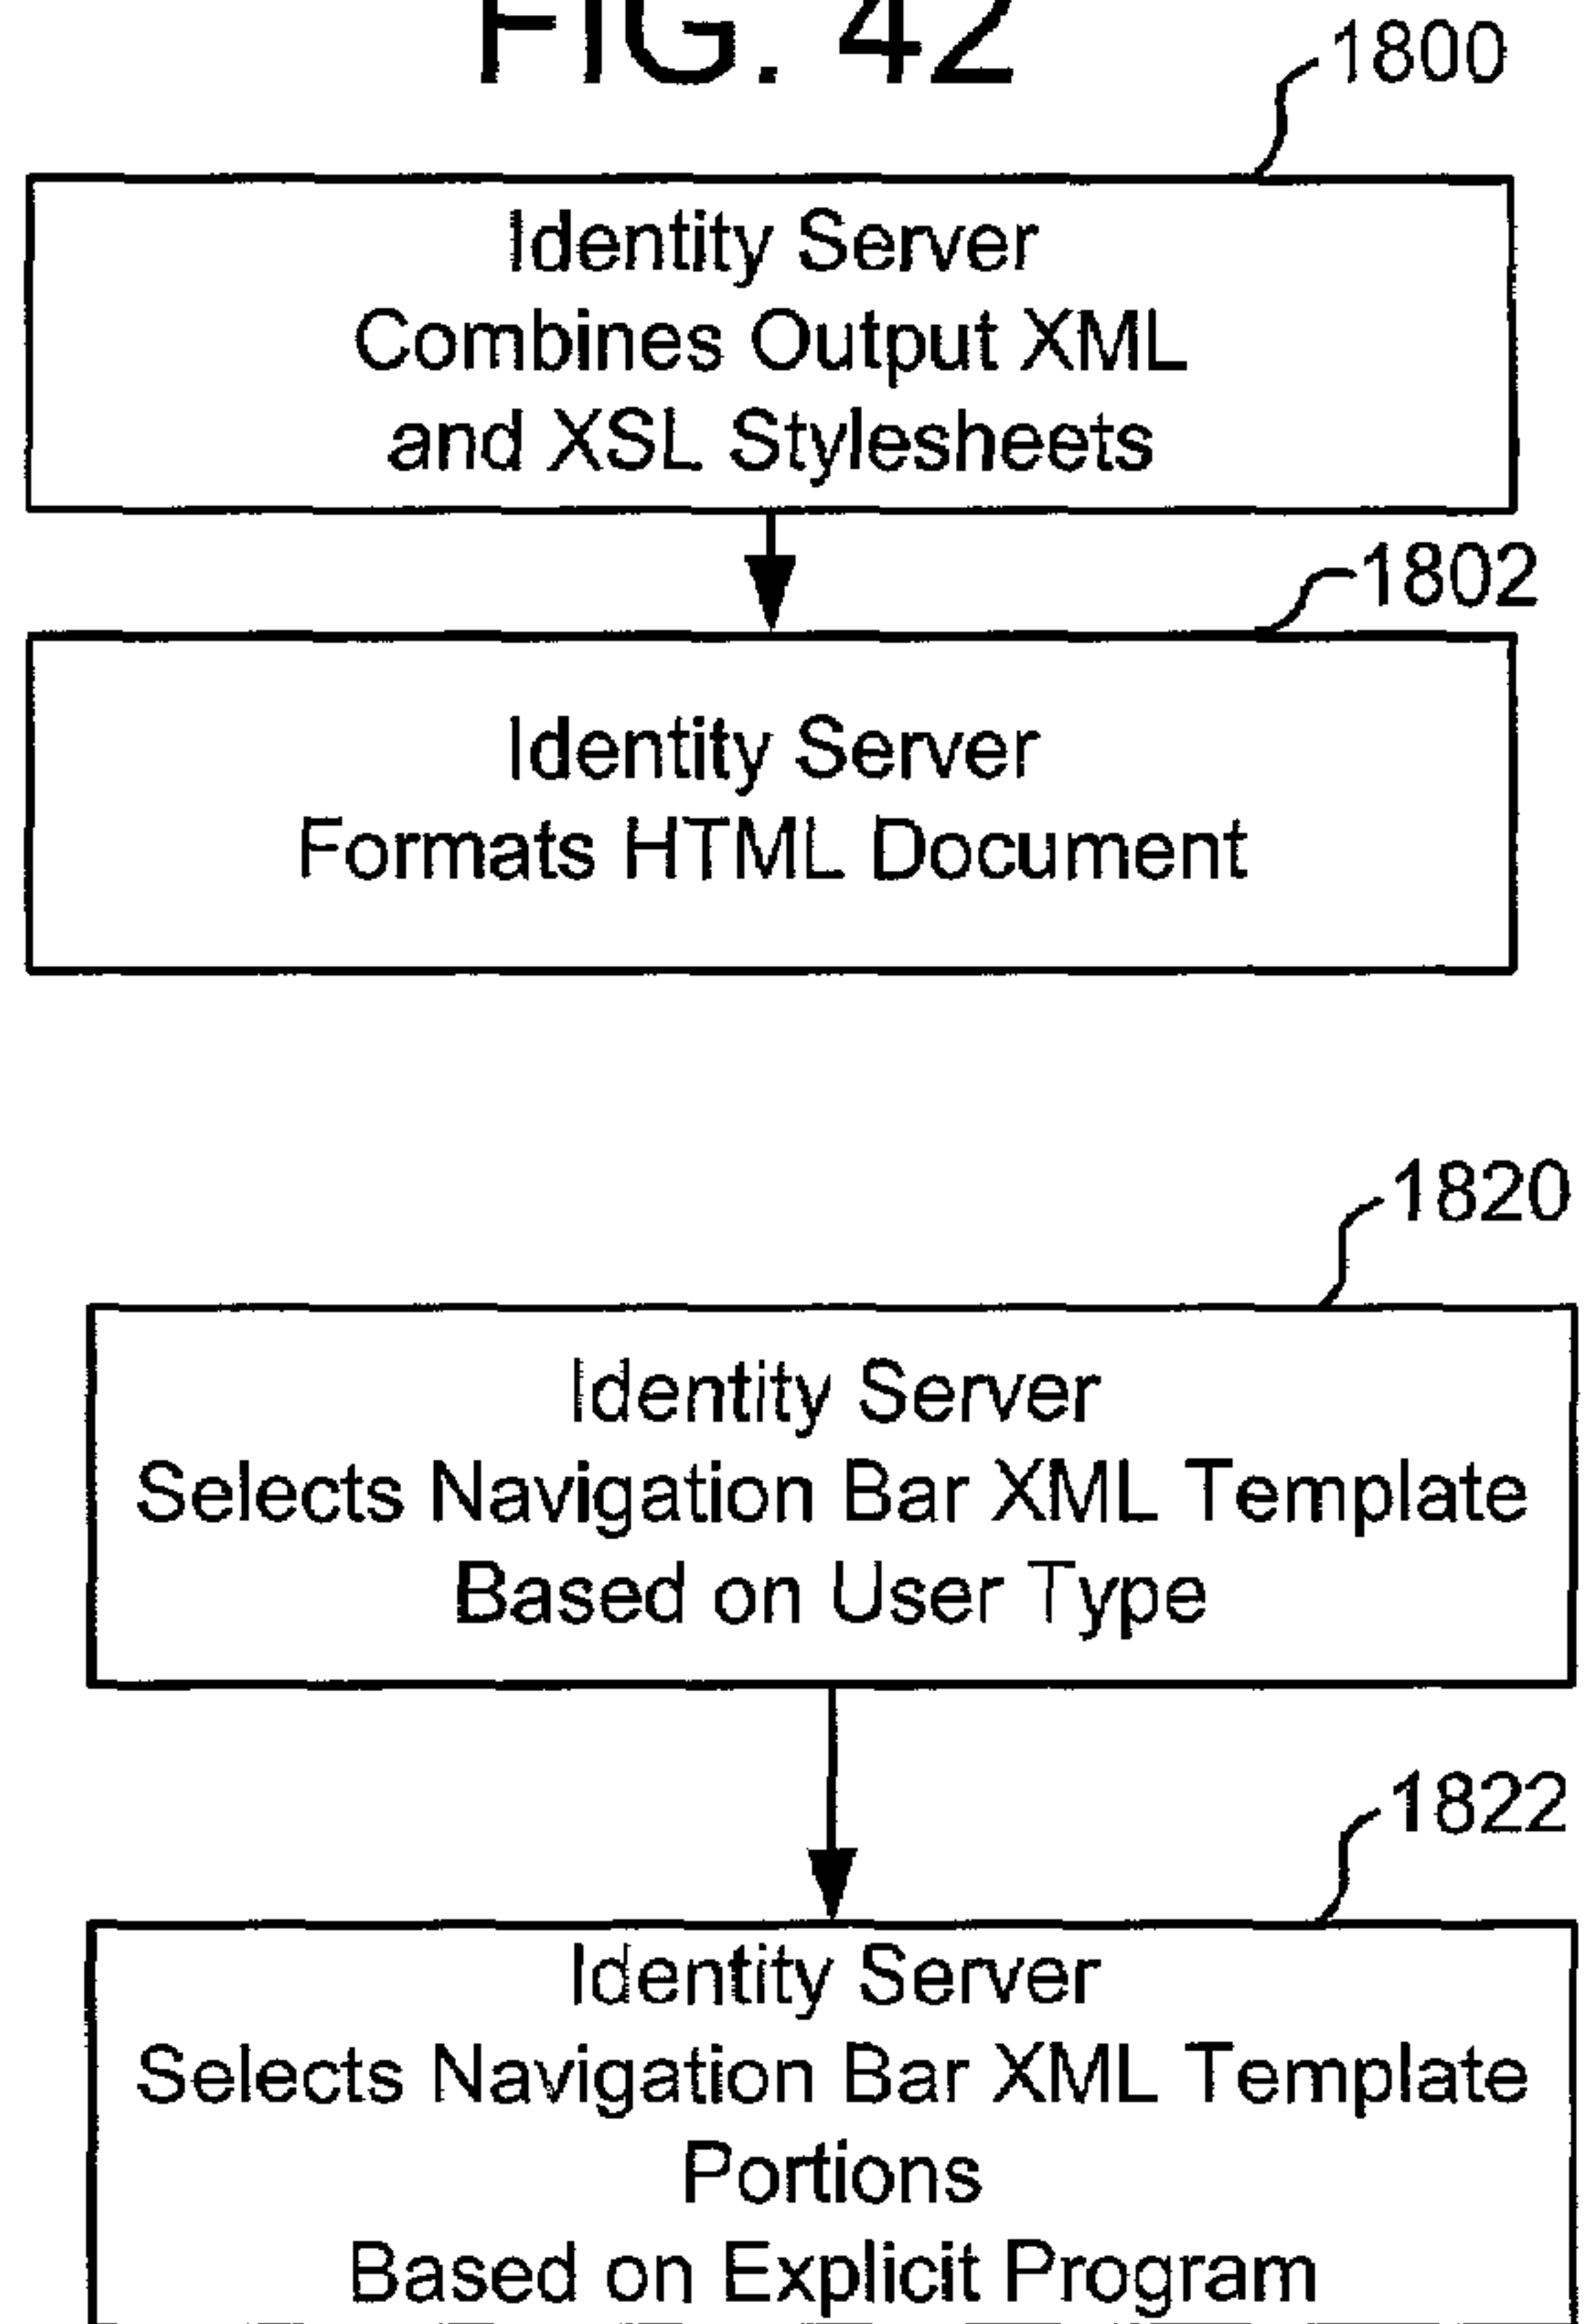 FIG. 42
1800
Identity Server
Combines Output XML
and XSL Stylesheets
1802
Identity Server
Formats HTML Document
1820
Identity Server
Selects Navigation Bar XML Template
Based on User Type
1822
Identity Server
Selects Navigation Bar XML Template
Portions
Based on Explicit Program